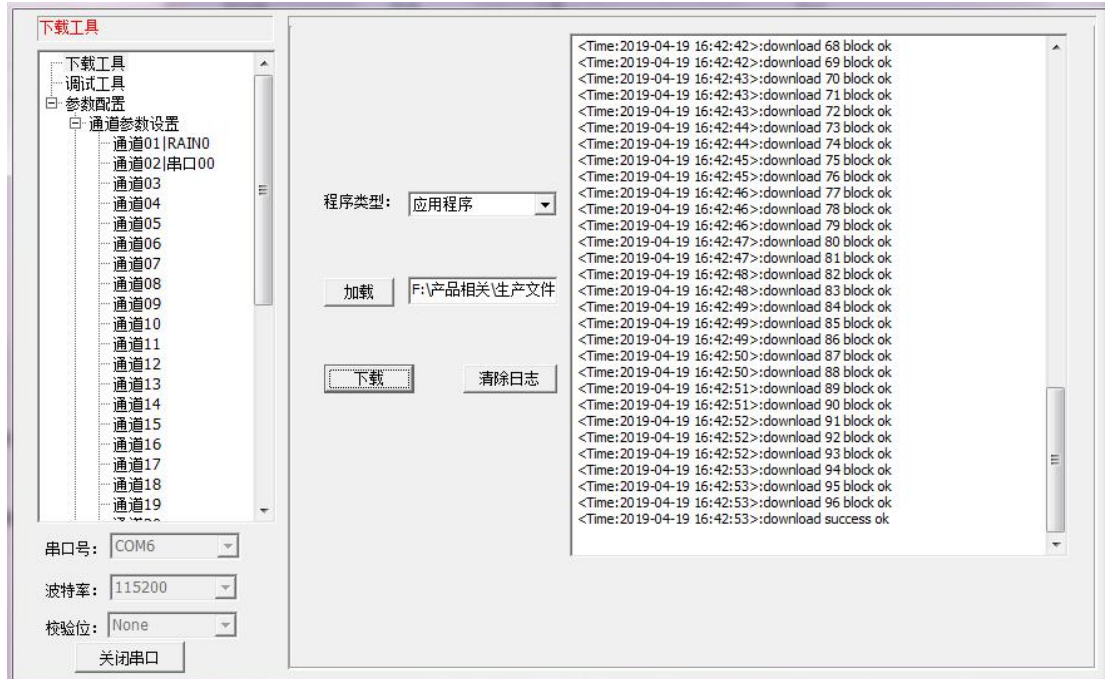 下载工具
下载工具
调试工具
参数配置
通道参数设置
通道01|RAIN0
通道02|串口00
通道03
通道04
通道05
通道06
通道07
通道08
通道09
通道10
通道11
通道12
通道13
通道14
通道15
通道16
通道17
通道18
通道19
串口号： COM6
波特率： 115200
校验位： None
关闭串口
程序类型： 应用程序
加载 F:\产品相关\生产文件
下载 清除日志
<Time:2019-04-19 16:42:42>:download 68 block ok
<Time:2019-04-19 16:42:42>:download 69 block ok
<Time:2019-04-19 16:42:43>:download 70 block ok
<Time:2019-04-19 16:42:43>:download 71 block ok
<Time:2019-04-19 16:42:43>:download 72 block ok
<Time:2019-04-19 16:42:44>:download 73 block ok
<Time:2019-04-19 16:42:44>:download 74 block ok
<Time:2019-04-19 16:42:45>:download 75 block ok
<Time:2019-04-19 16:42:45>:download 76 block ok
<Time:2019-04-19 16:42:46>:download 77 block ok
<Time:2019-04-19 16:42:46>:download 78 block ok
<Time:2019-04-19 16:42:46>:download 79 block ok
<Time:2019-04-19 16:42:47>:download 80 block ok
<Time:2019-04-19 16:42:47>:download 81 block ok
<Time:2019-04-19 16:42:48>:download 82 block ok
<Time:2019-04-19 16:42:48>:download 83 block ok
<Time:2019-04-19 16:42:49>:download 84 block ok
<Time:2019-04-19 16:42:49>:download 85 block ok
<Time:2019-04-19 16:42:49>:download 86 block ok
<Time:2019-04-19 16:42:50>:download 87 block ok
<Time:2019-04-19 16:42:50>:download 88 block ok
<Time:2019-04-19 16:42:51>:download 89 block ok
<Time:2019-04-19 16:42:51>:download 90 block ok
<Time:2019-04-19 16:42:52>:download 91 block ok
<Time:2019-04-19 16:42:52>:download 92 block ok
<Time:2019-04-19 16:42:52>:download 93 block ok
<Time:2019-04-19 16:42:53>:download 94 block ok
<Time:2019-04-19 16:42:53>:download 95 block ok
<Time:2019-04-19 16:42:53>:download 96 block ok
<Time:2019-04-19 16:42:53>:download success ok